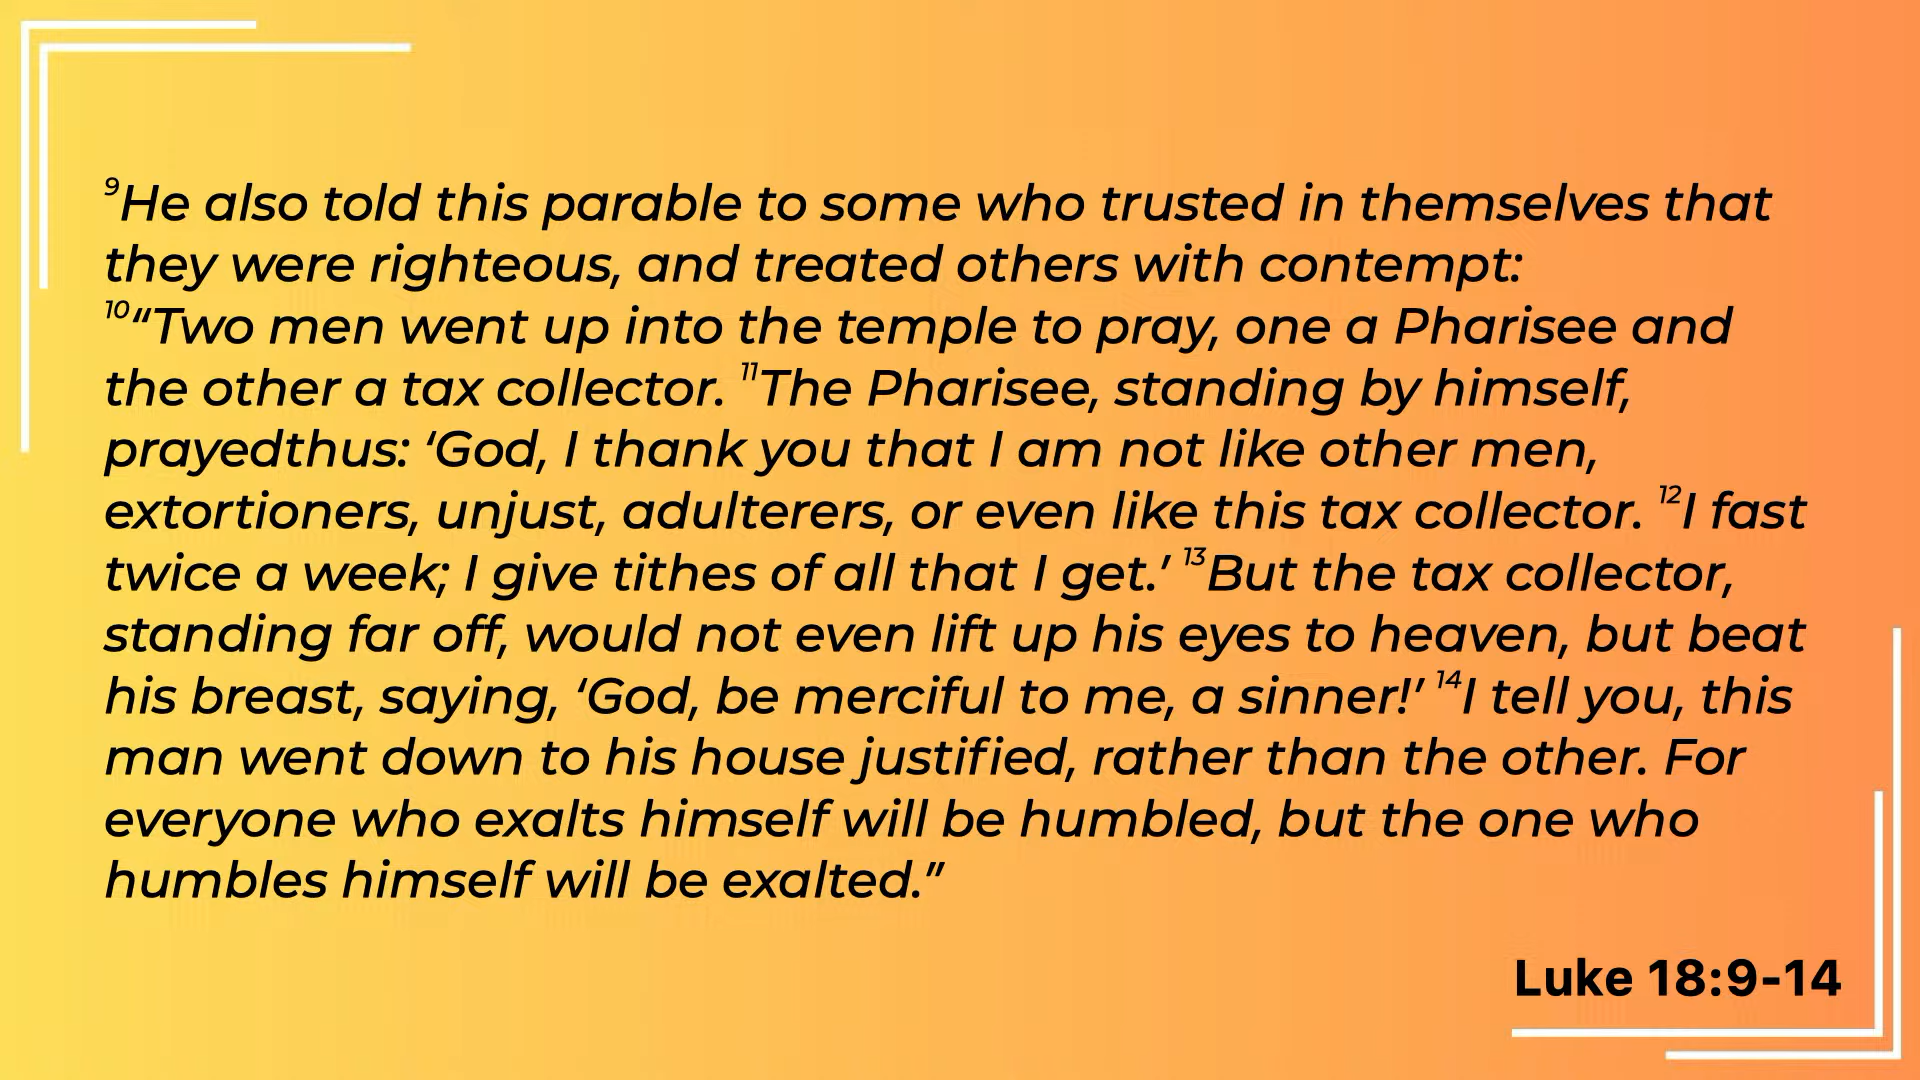 ⁹He also told this parable to some who trusted in themselves that
they were righteous, and treated others with contempt:
¹⁰“Two men went up into the temple to pray, one a Pharisee and
the other a tax collector. ¹¹The Pharisee, standing by himself,
prayedthus: ‘God, I thank you that I am not like other men,
extortioners, unjust, adulterers, or even like this tax collector. ¹²I fast
twice a week; I give tithes of all that I get.’ ¹³But the tax collector,
standing far off, would not even lift up his eyes to heaven, but beat
his breast, saying, ‘God, be merciful to me, a sinner!’ ¹⁴I tell you, this
man went down to his house justified, rather than the other. For
everyone who exalts himself will be humbled, but the one who
humbles himself will be exalted.”
Luke 18:9-14